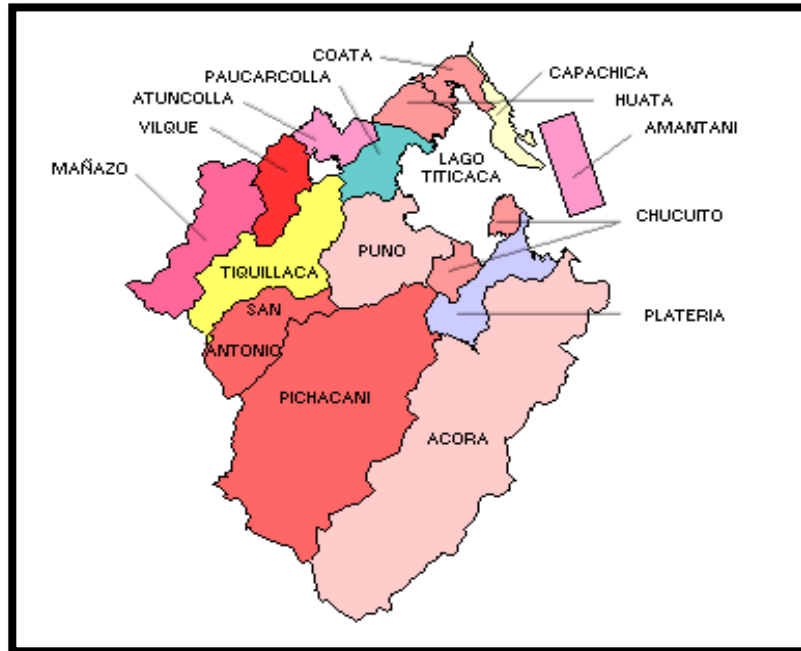 COATA
PAUCARCOLLA
CAPACHICA
ATUNCOLLA
HUATA
VILQUE
AMANTANI
MAÑAZO
LAGO
TITICACA
CHUCUITO
PUNO
TIQUILLACA
SAN
PLATERIA
ANTONIO
PICHACANI
ACORA